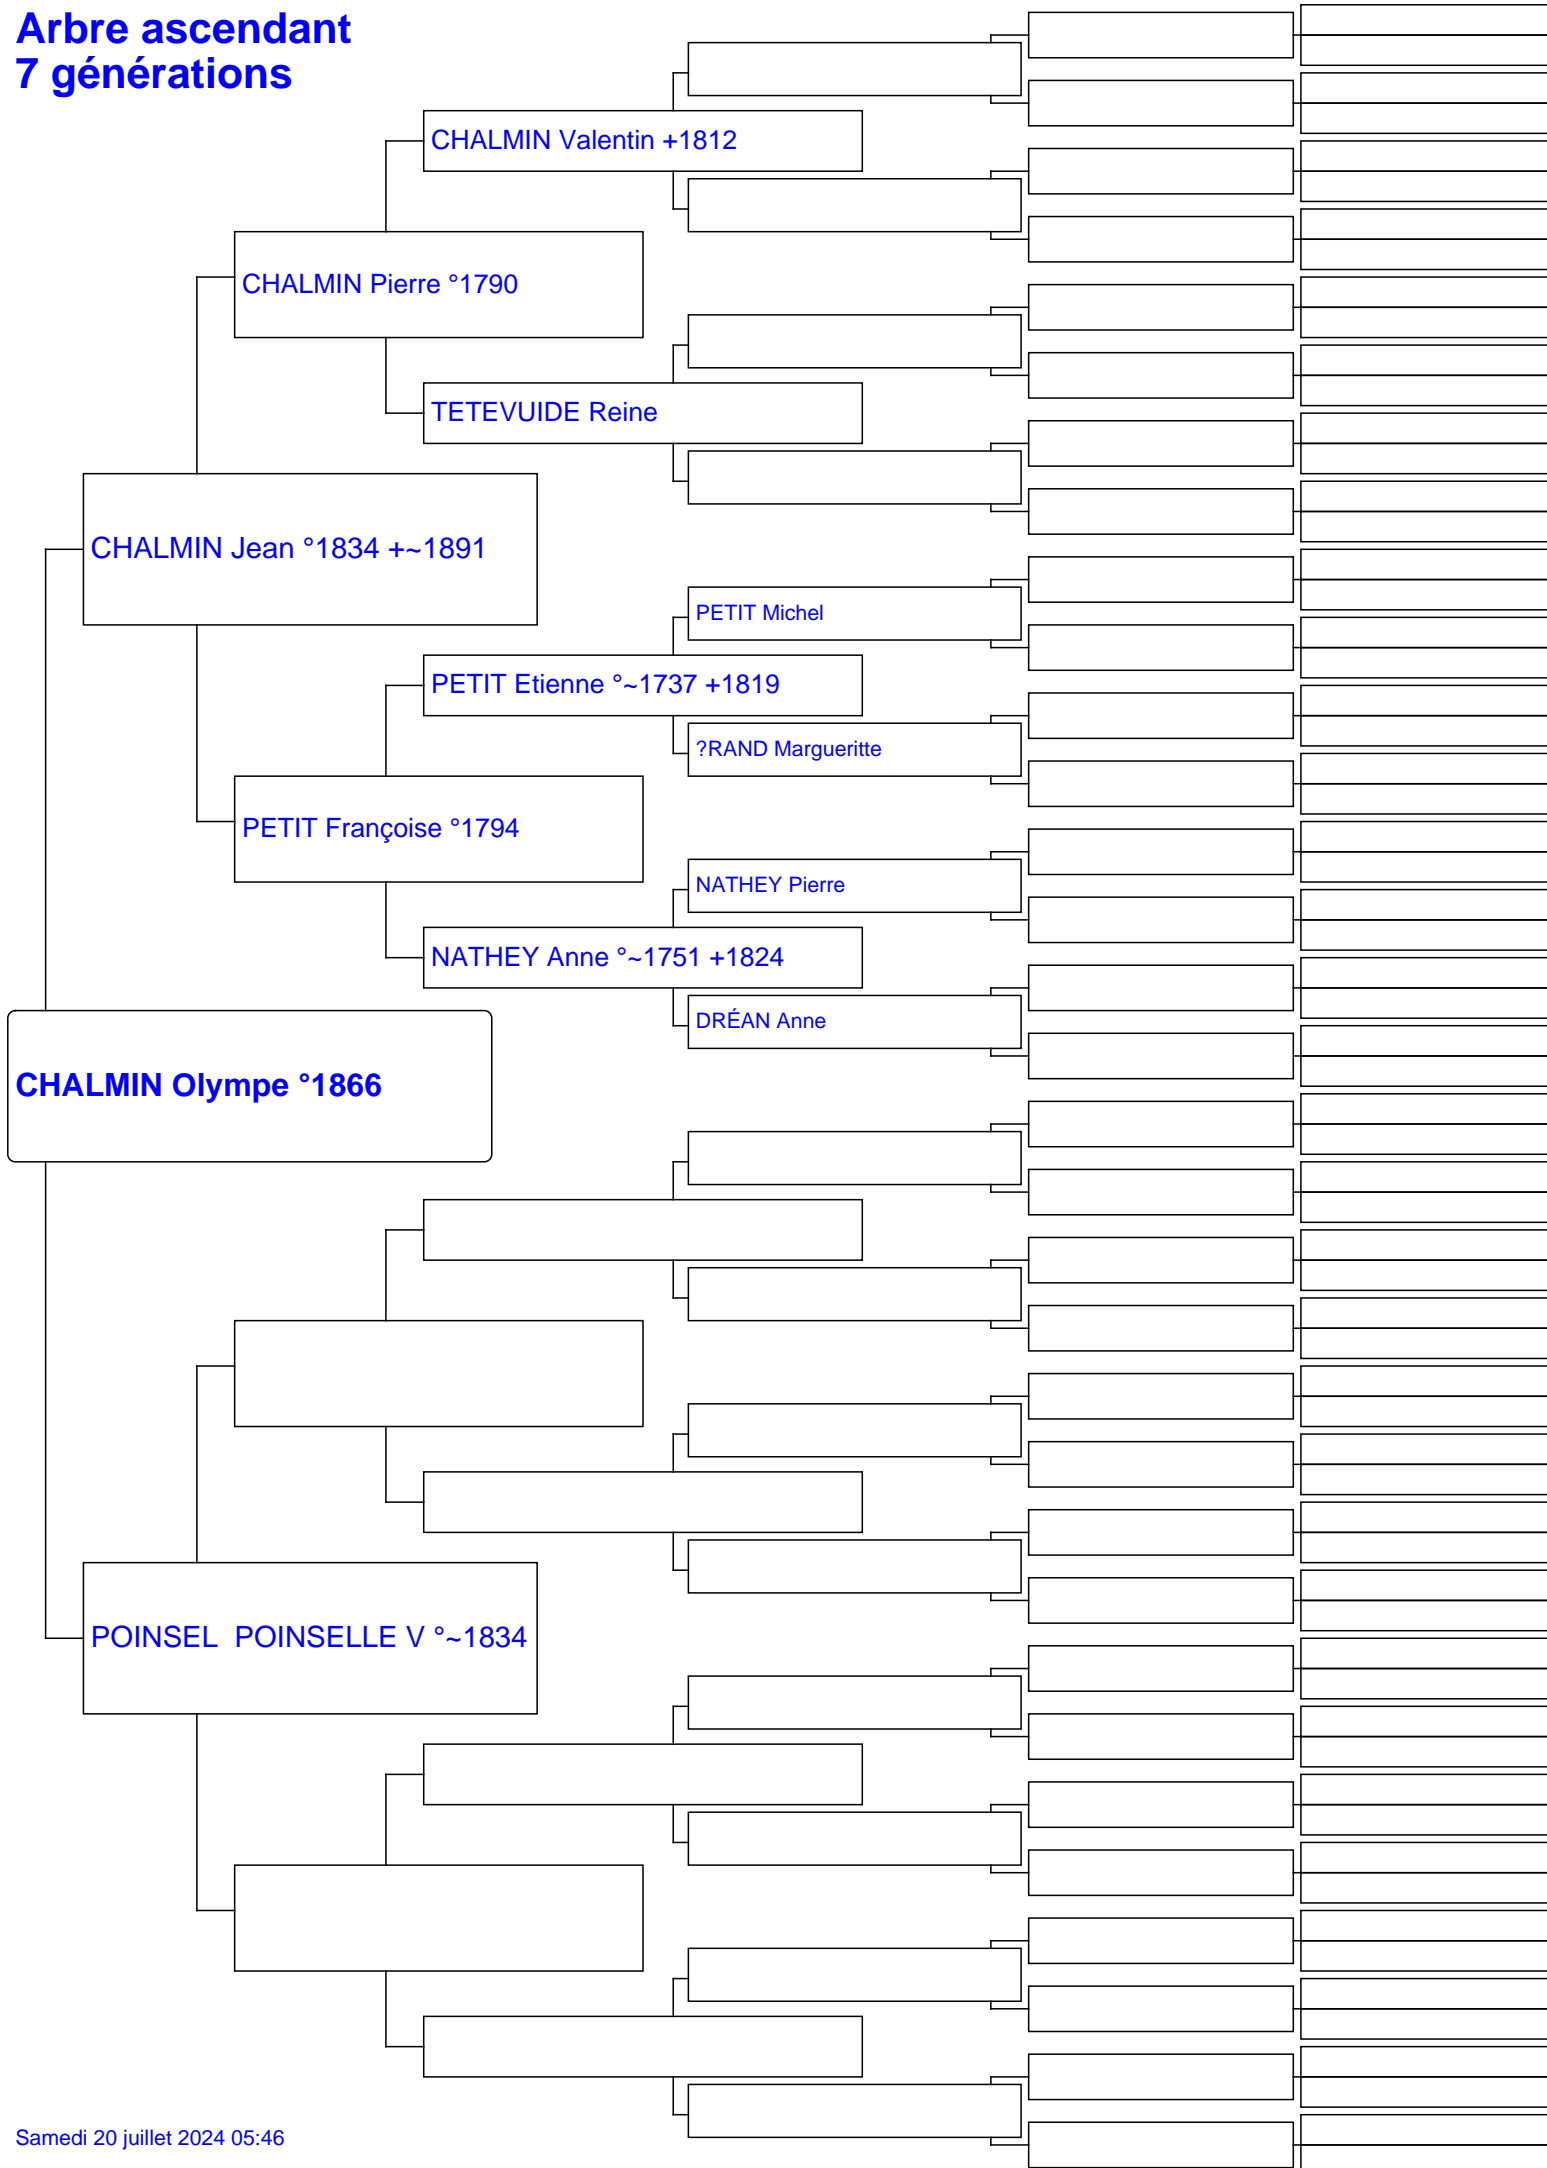 Arbre ascendant
7 générations
CHALMIN Valentin +1812
CHALMIN Pierre °1790
TETEVUIDE Reine
CHALMIN Jean °1834 +~1891
PETIT Michel
PETIT Etienne °~1737 +1819
?RAND Margueritte
PETIT Françoise °1794
NATHEY Pierre
NATHEY Anne °~1751 +1824
DRÉAN Anne
CHALMIN Olympe °1866
POINSEL  POINSELLE V °~1834
Samedi 20 juillet 2024 05:46